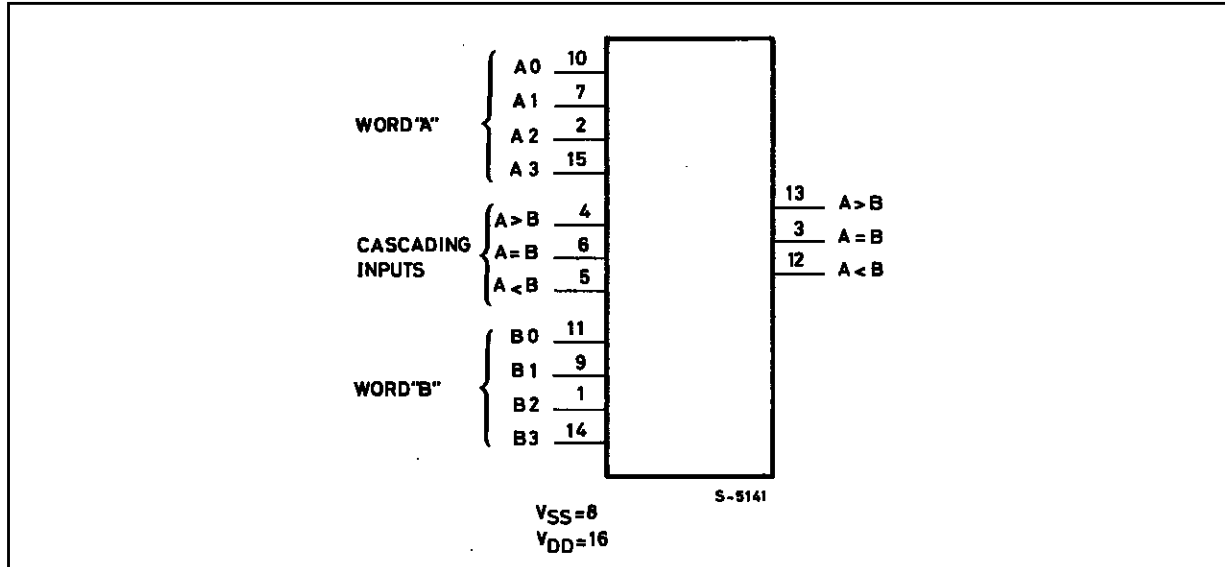 A0 10
A1 7
WORD"A"
A2 2
A3 15
13 A>B
A>B 4
3 A=B
CASCADING INPUTS
A=B 6
12 A<B
A<B 5
B0 11
B1 9
WORD"B"
B2 1
B3 14
S-5141
VSS=8
VDD=16